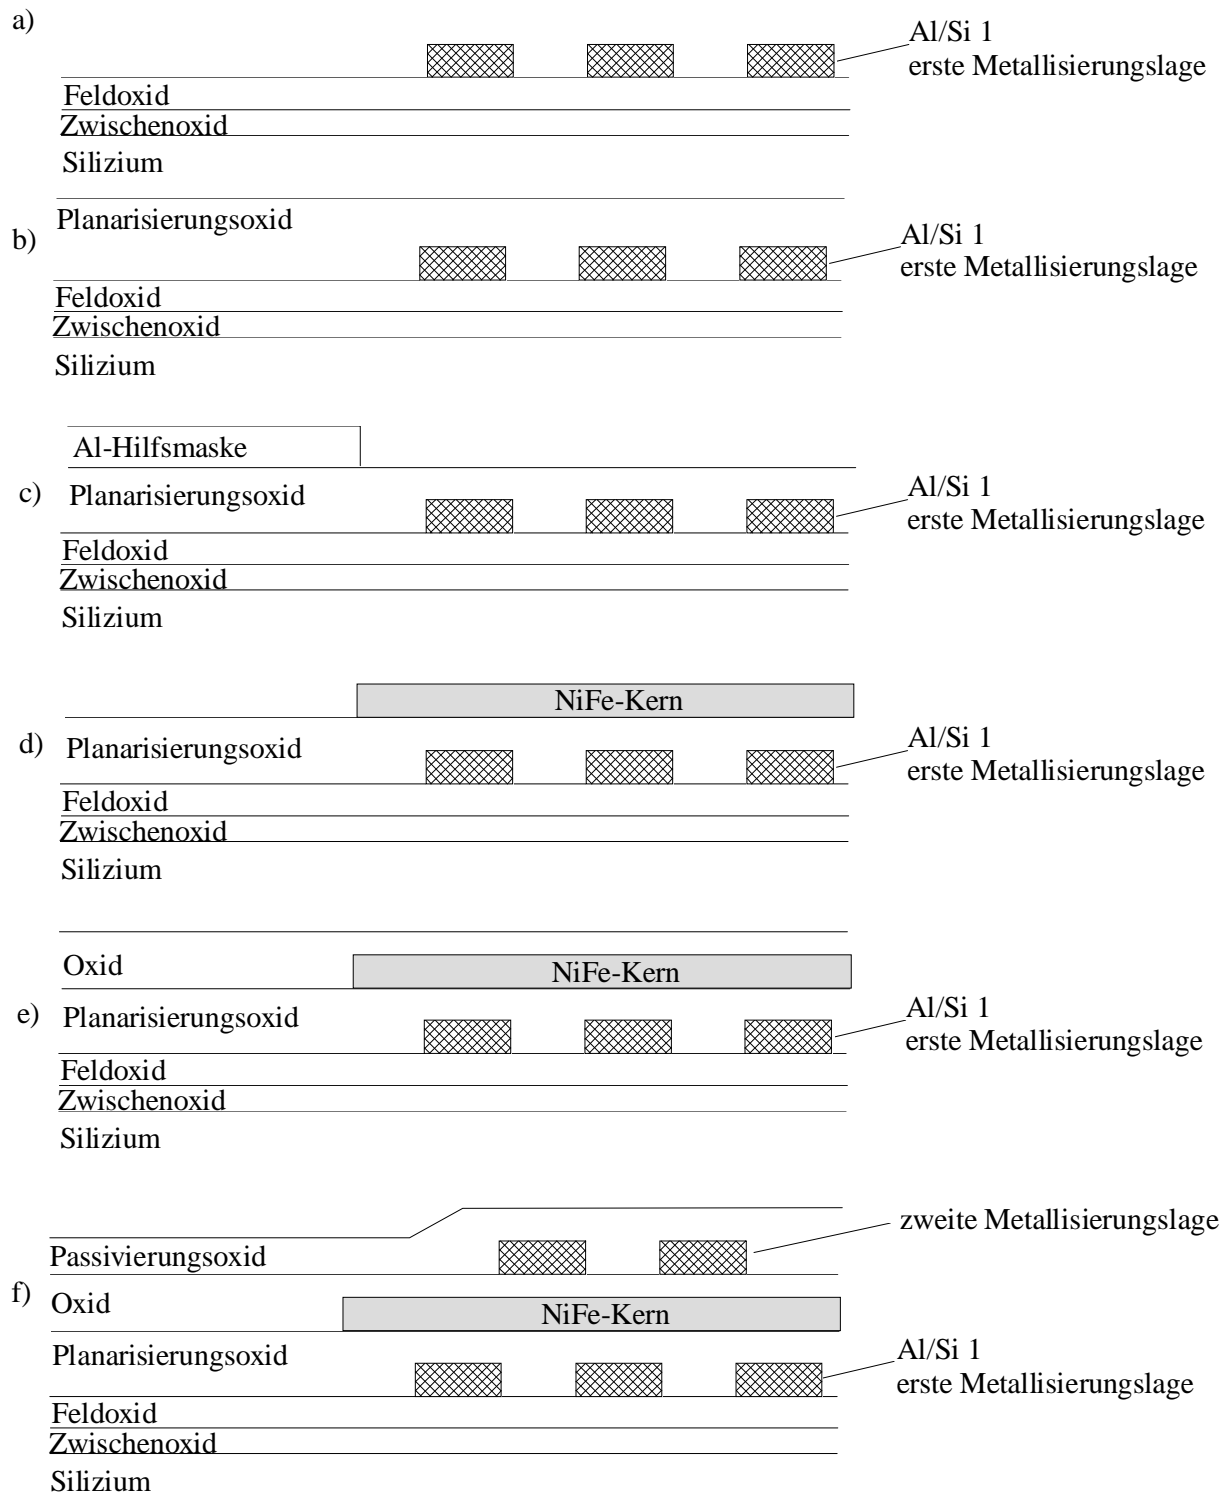 a)
Al/Si 1
erste Metallisierungslage
Feldoxid
Zwischenoxid
Silizium
Planarisierungsoxid
b)
Al/Si 1
erste Metallisierungslage
Feldoxid
Zwischenoxid
Silizium
Al-Hilfsmaske
c)
Planarisierungsoxid
Al/Si 1
erste Metallisierungslage
Feldoxid
Zwischenoxid
Silizium
NiFe-Kern
d)
Planarisierungsoxid
Al/Si 1
erste Metallisierungslage
Feldoxid
Zwischenoxid
Silizium
Oxid
NiFe-Kern
e)
Planarisierungsoxid
Al/Si 1
erste Metallisierungslage
Feldoxid
Zwischenoxid
Silizium
zweite Metallisierungslage
Passivierungsoxid
f)
Oxid
NiFe-Kern
Planarisierungsoxid
Al/Si 1
erste Metallisierungslage
Feldoxid
Zwischenoxid
Silizium